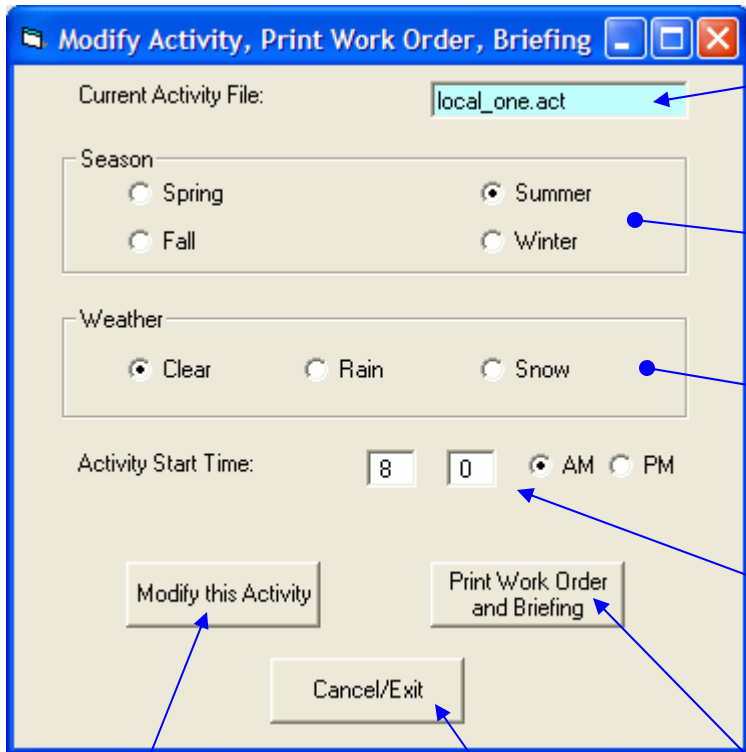 Modify Activity, Print Work Order, Briefing
Current Activity File: local_one.act
Season
Spring Summer
Fall Winter
Weather
Clear Rain Snow
Activity Start Time: 8 0 AM PM
Modify this Activity
Print Work Order
and Briefing
Cancel/Exit